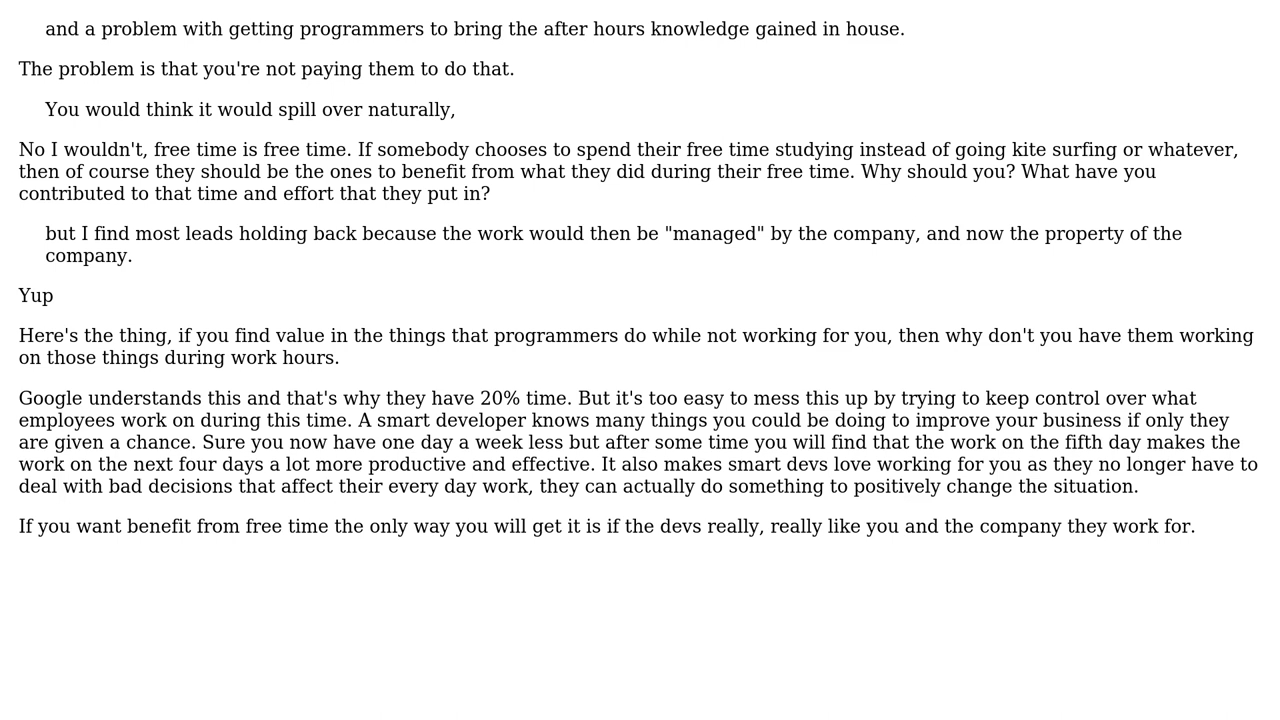 and a problem with getting programmers to bring the after hours knowledge gained in house.
The problem is that you're not paying them to do that.
You would think it would spill over naturally,
No I wouldn't, free time is free time. If somebody chooses to spend their free time studying instead of going kite surfing or whatever,
then of course they should be the ones to benefit from what they did during their free time. Why should you? What have you
contributed to that time and effort that they put in?
but I find most leads holding back because the work would then be "managed" by the company, and now the property of the
company.
Yup
Here's the thing, if you find value in the things that programmers do while not working for you, then why don't you have them working
on those things during work hours.
Google understands this and that's why they have 20% time. But it's too easy to mess this up by trying to keep control over what
employees work on during this time. A smart developer knows many things you could be doing to improve your business if only they
are given a chance. Sure you now have one day a week less but after some time you will find that the work on the fifth day makes the
work on the next four days a lot more productive and effective. It also makes smart devs love working for you as they no longer have to
deal with bad decisions that affect their every day work, they can actually do something to positively change the situation.
If you want benefit from free time the only way you will get it is if the devs really, really like you and the company they work for.